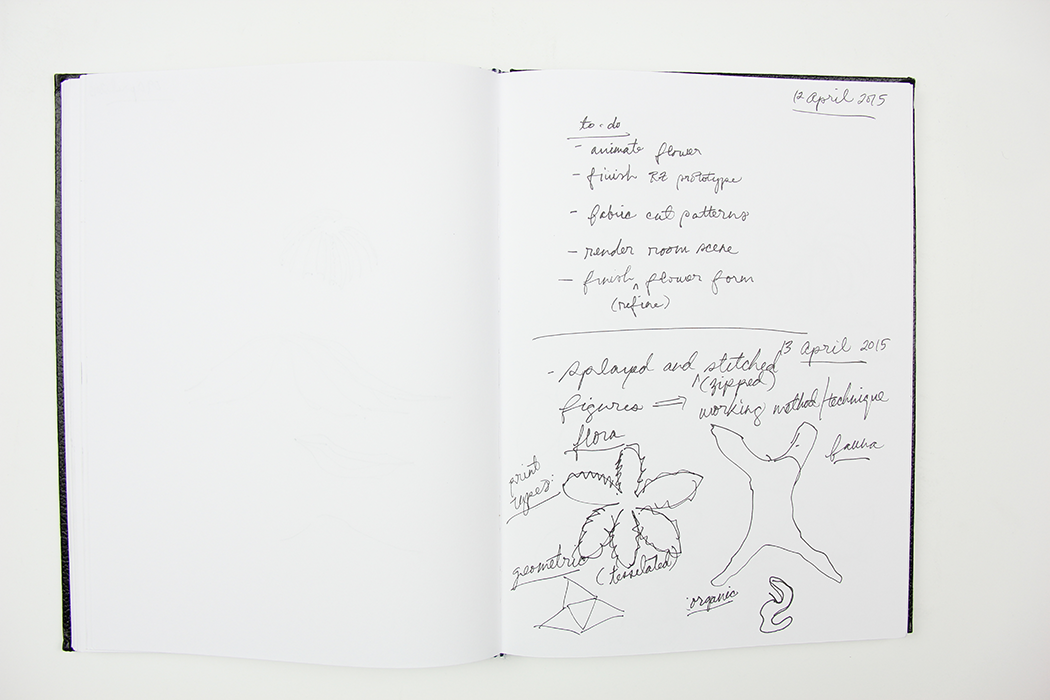 12 April 2015
to-do
- animate flower
- finish RZ prototype
- fabric cut patterns
- render room scene
- finish ^ flower form
(refine)
13 April 2015
- splayed and stitched
^ (zipped)
figures ⇒ working method/technique
flora
fauna
print
types:
geometric
(tesselated)
organic